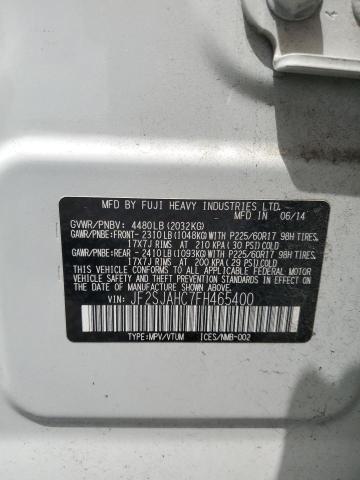 MFD BY FUJI HEAVY INDUSTRIES LTD.
MFD IN 06/14
GVWR/PNBV: 4480LB (2032KG)
GAWR/PNBE:FRONT- 2310LB (1048KG) WITH P225/60R17 98H TIRES,
17X7J RIMS AT 210 KPA (30 PSI) COLD
GAWR/PNBE:REAR - 2410LB (1093KG) WITH P225/60R17 98H TIRES,
17X7J RIMS AT 200 KPA (29 PSI) COLD
THIS VEHICLE CONFORMS TO ALL APPLICABLE FEDERAL
MOTOR VEHICLE SAFETY, BUMPER, AND THEFT PREVENTION
STANDARDS IN EFFECT ON THE DATE OF MANUFACTURE
SHOWN ABOVE.
VIN: JF2SJAHC7FH465400
TYPE:MPV/VTUM ICES/NMB-002